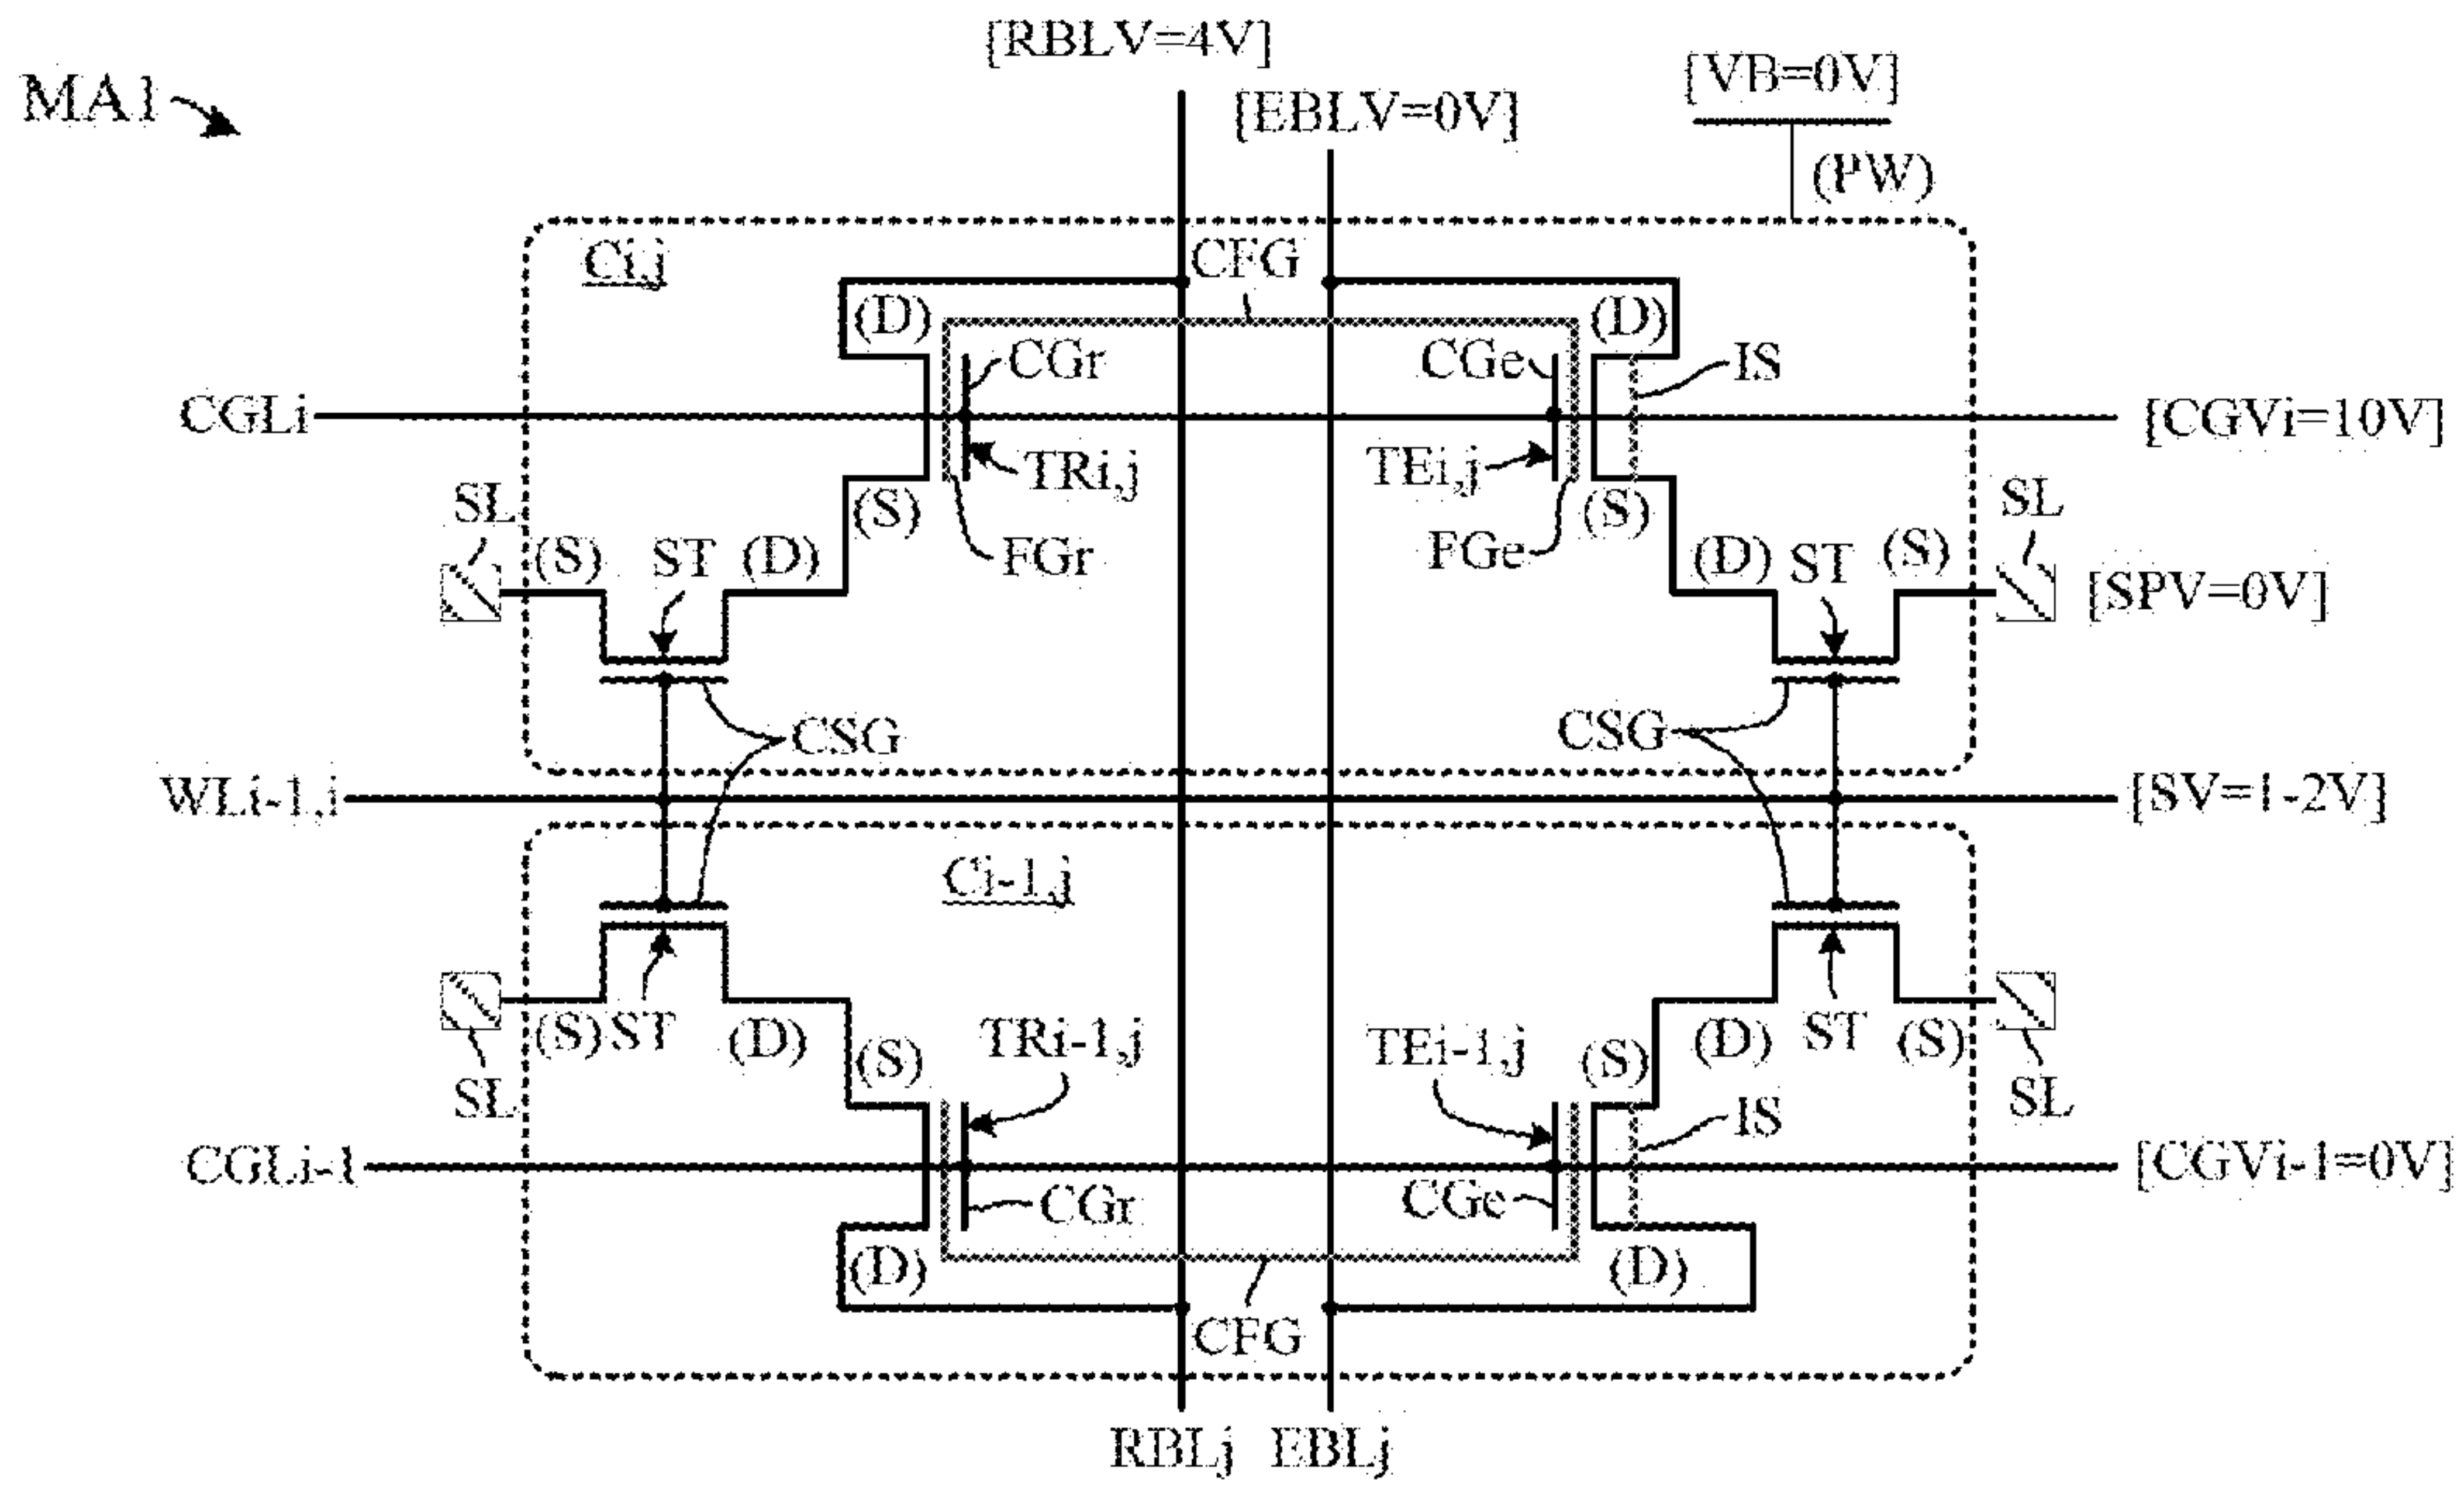 [RBLV=4V]
MA1
[VB=0V]
[EBLV=0V]
(PW)
Ci,j
CFG
(D)
(D)
CGr
CGe
IS
CGLi
[CGVi=10V]
TRi,j
TEi,j
SL
(S)
(S)
SL
(S)
ST
(D)
FGr
FGe
(D)
ST
(S)
[SPV=0V]
CSG
CSG
WLi-1,i
[SV=1-2V]
Ci-1,j
(S)
ST
(D)
TRi-1,j
TEi-1,j
(S)
(S)
(D)
ST
(S)
SL
SL
IS
CGLi-1
[CGVi-1=0V]
CGr
CGe
(D)
(D)
CFG
RBLj
EBLj